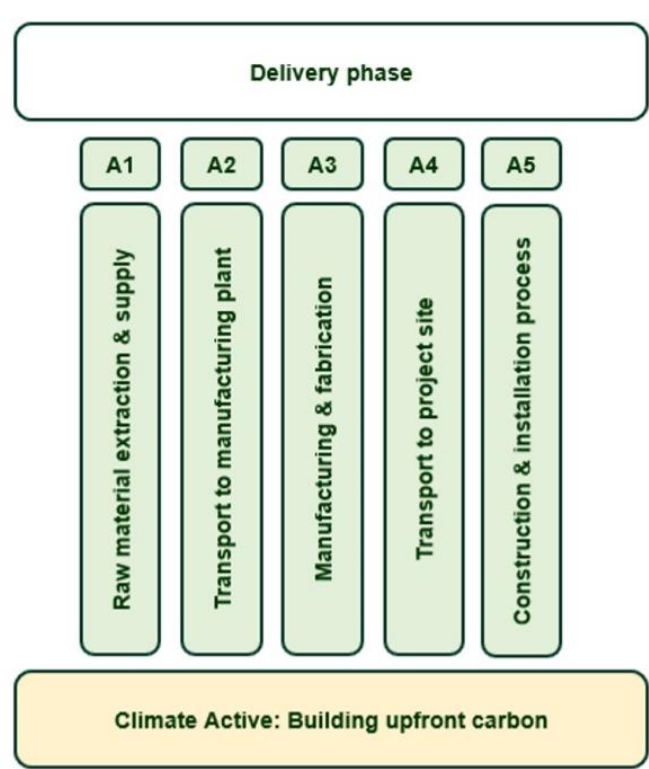 Delivery phase
A1
A2
A3
A4
A5
Raw material extraction & supply
Transport to manufacturing plant
Manufacturing & fabrication
Transport to project site
Construction & installation process
Climate Active: Building upfront carbon